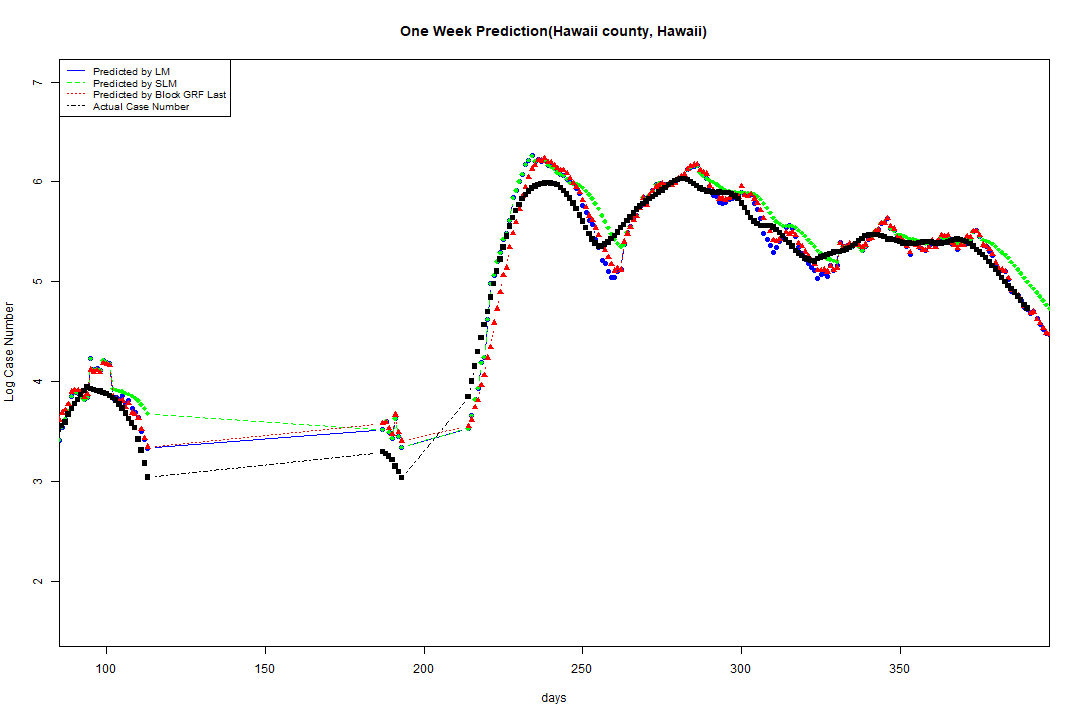 One Week Prediction(Hawaii county, Hawaii)
Predicted by LM
Predicted by SLM
Predicted by Block GRF Last
Actual Case Number
7
6
5
4
3
2
Log Case Number
100 150 200 250 300 350
days